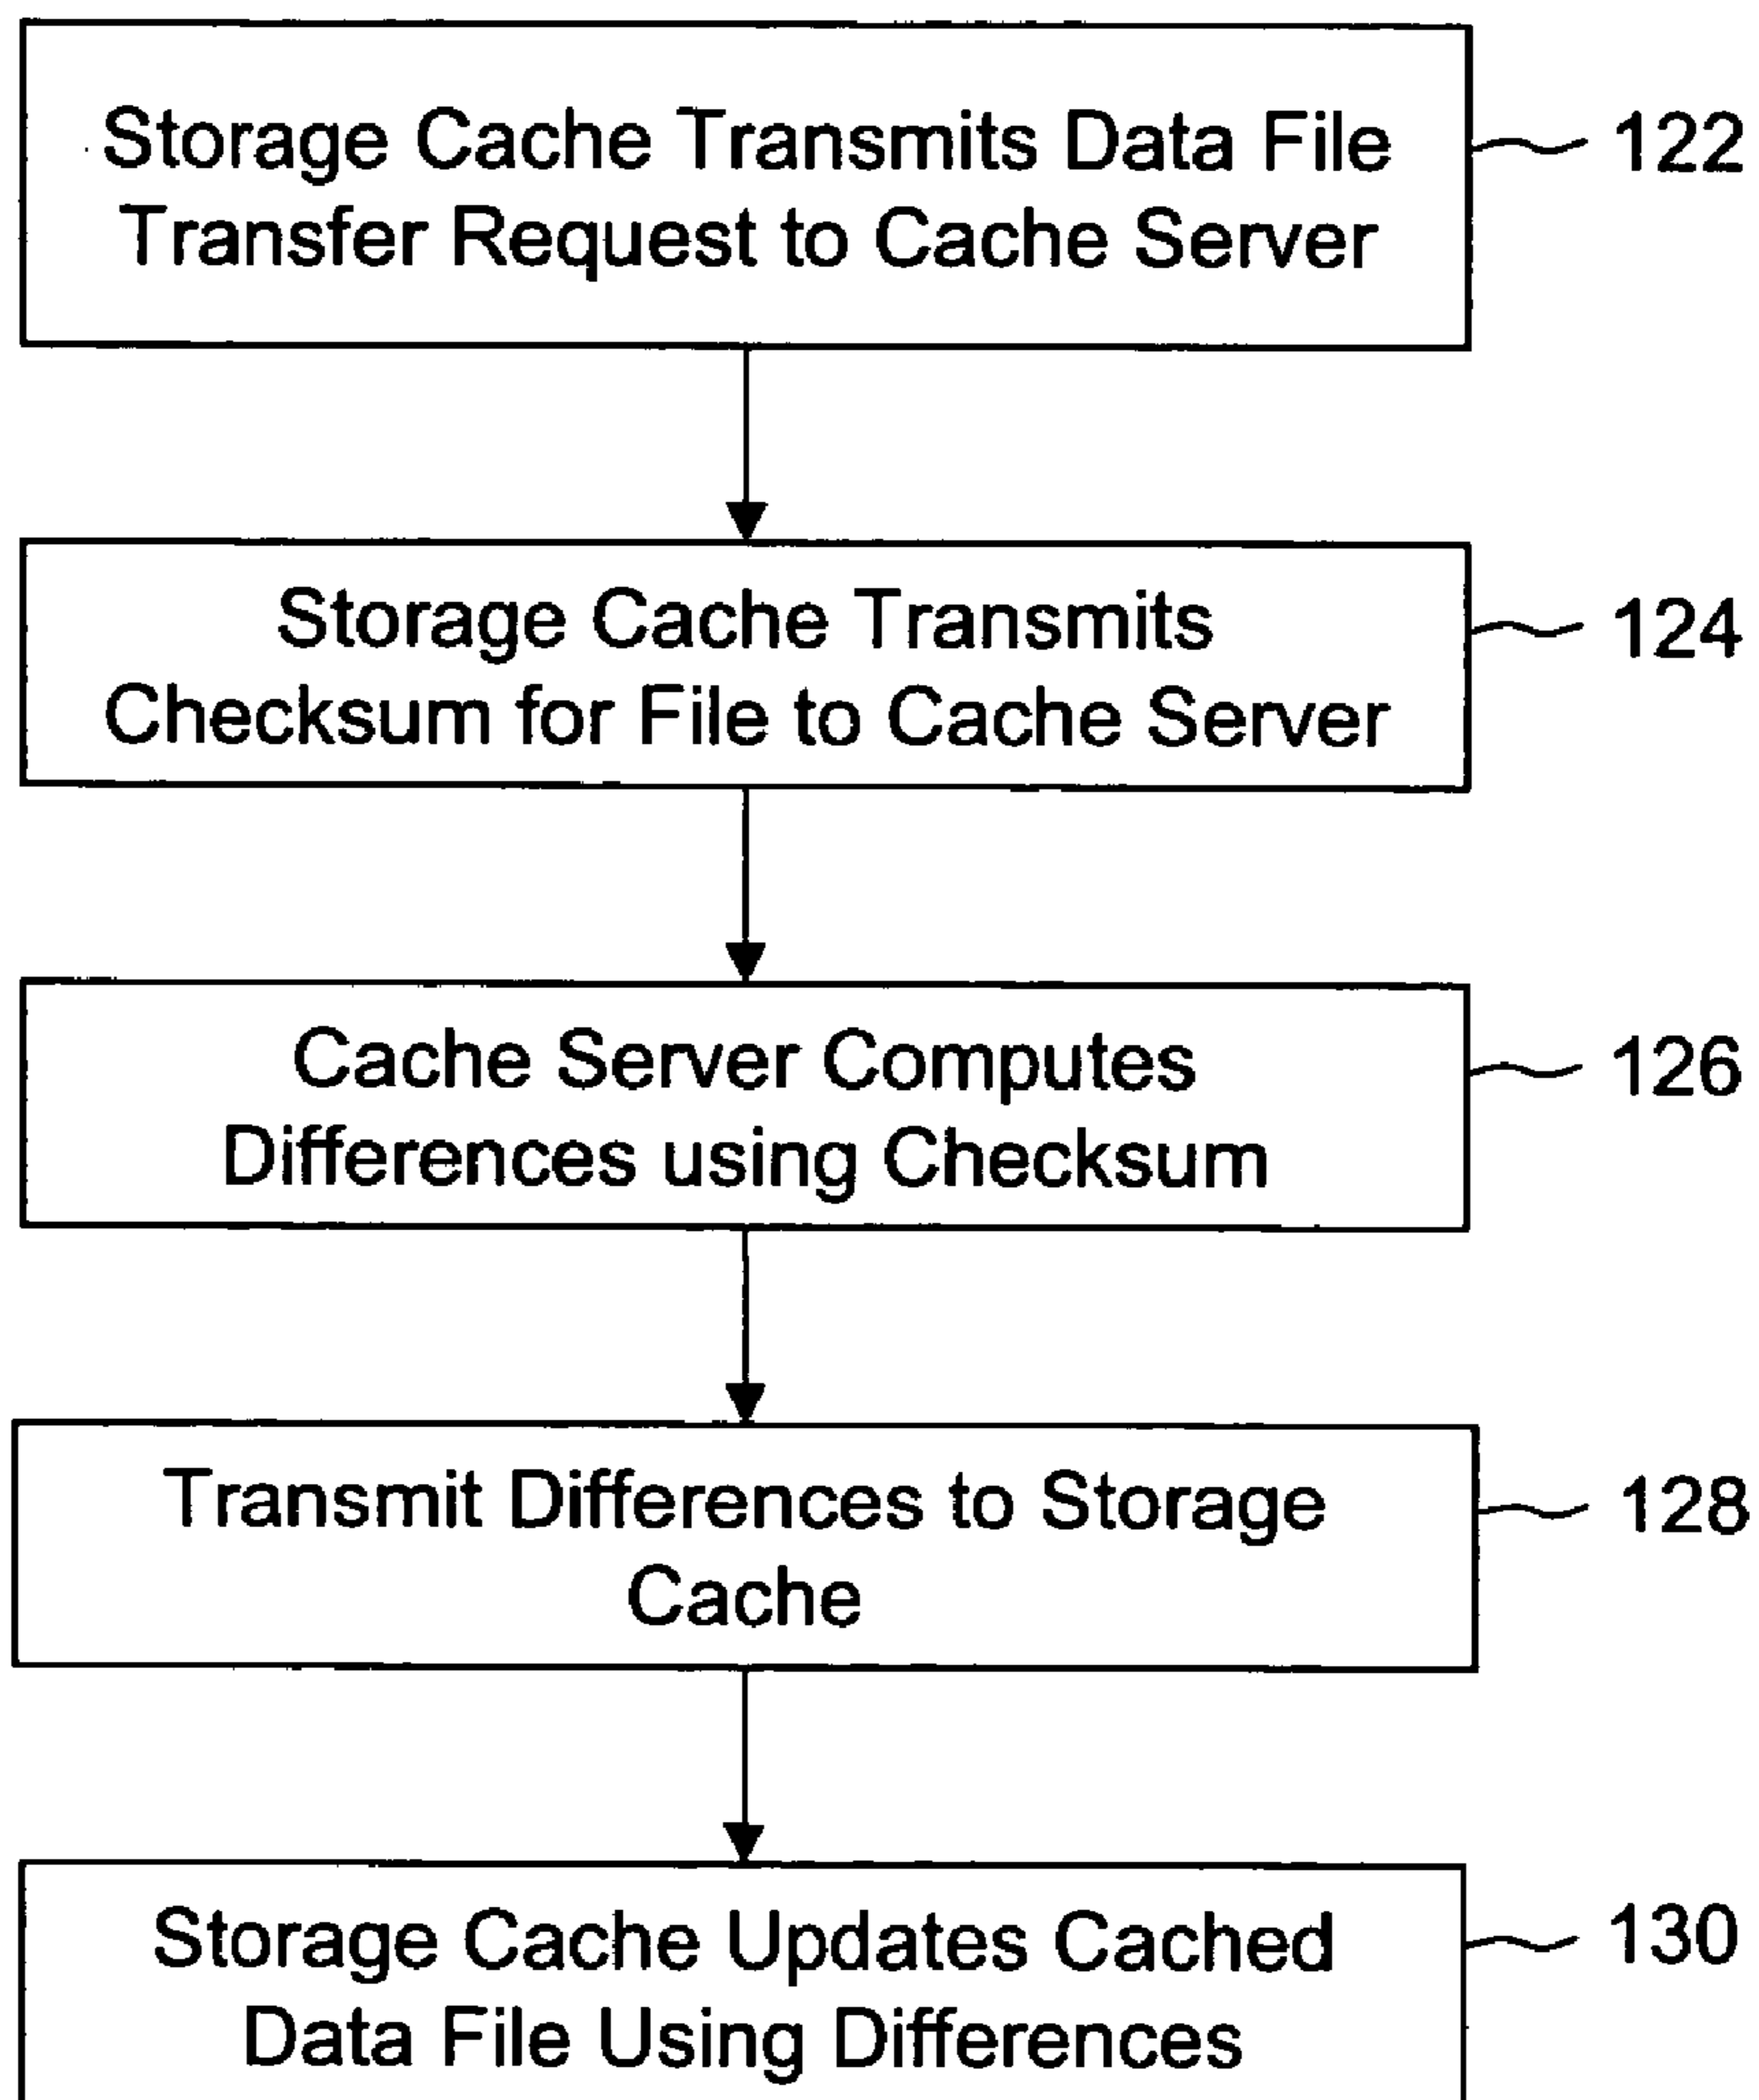 Storage Cache Transmits Data File
Transfer Request to Cache Server
122
Storage Cache Transmits
Checksum for File to Cache Server
124
Cache Server Computes
Differences using Checksum
126
Transmit Differences to Storage
Cache
128
Storage Cache Updates Cached
Data File Using Differences
130